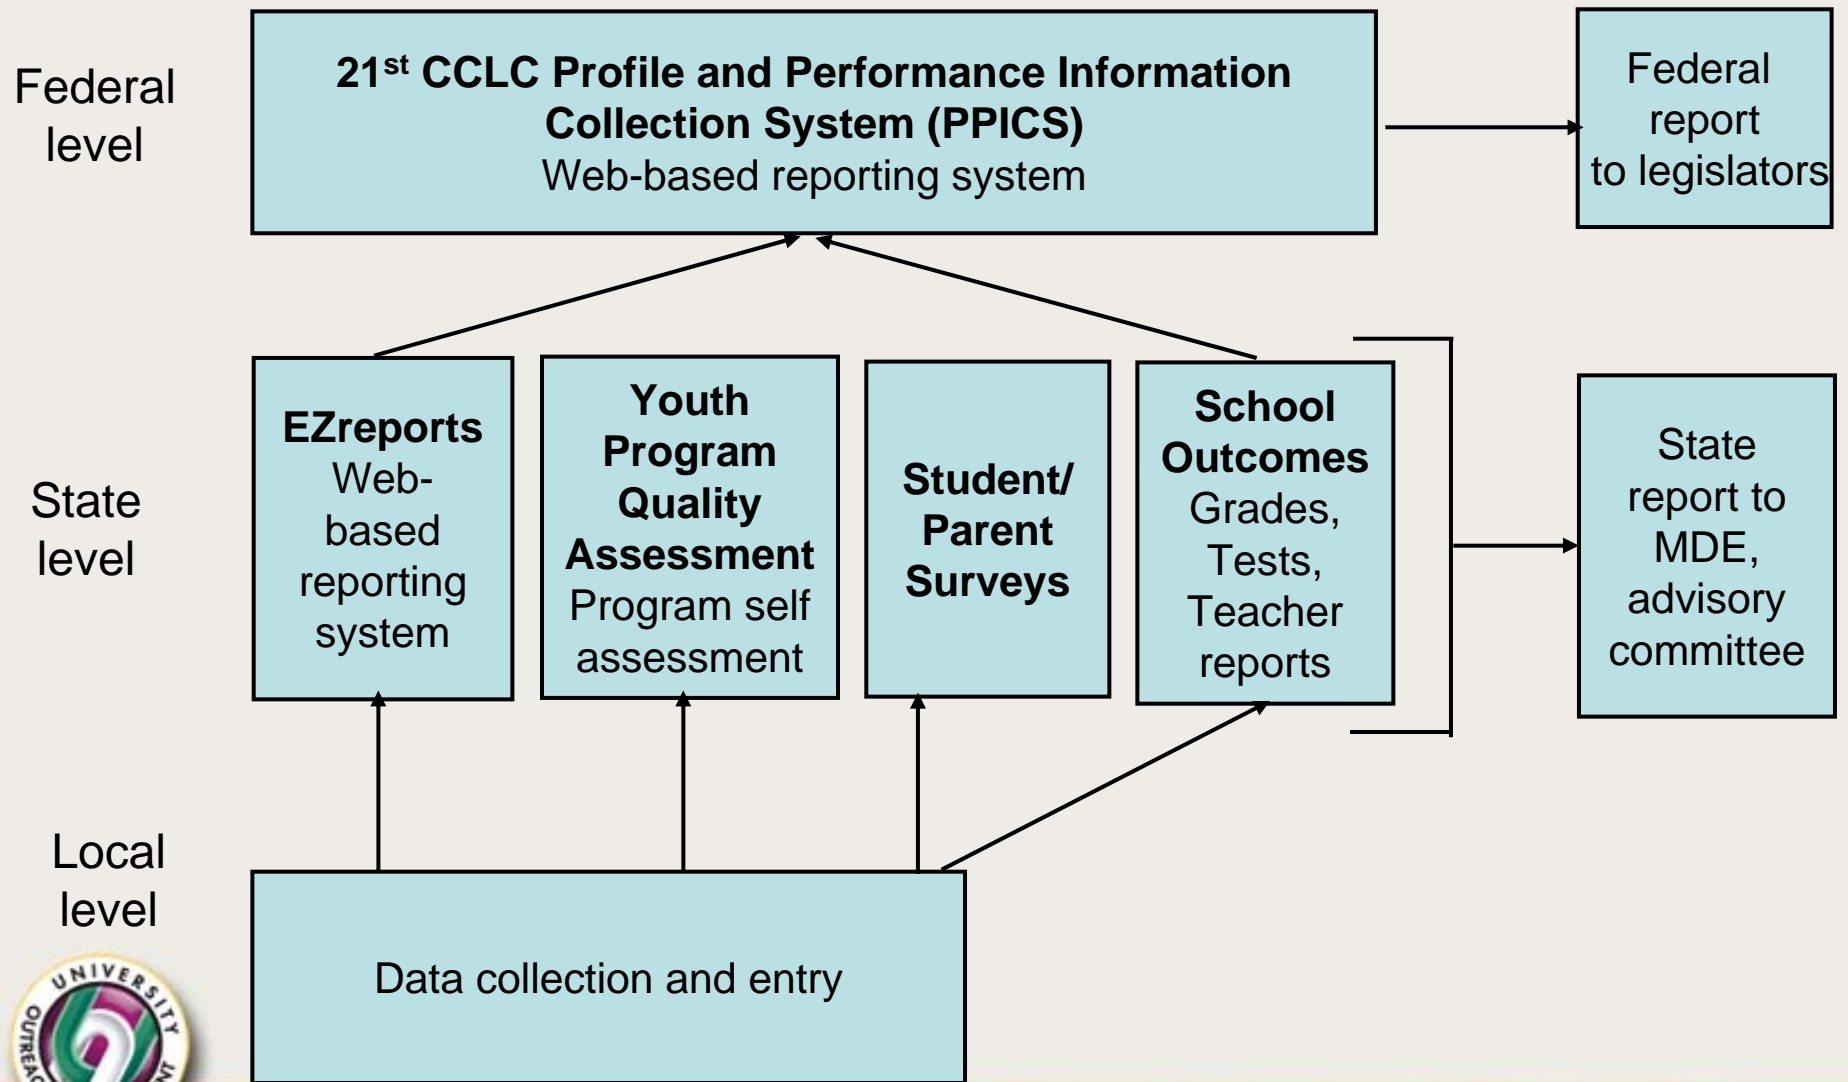 Federal
level
21st CCLC Profile and Performance Information
Collection System (PPICS)
Web-based reporting system
Federal
report
to legislators
State
level
EZreports
Web-
based
reporting
system
Youth
Program
Quality
Assessment
Program self
assessment
Student/
Parent
Surveys
School
Outcomes
Grades,
Tests,
Teacher
reports
State
report to
MDE,
advisory
committee
Local
level
Data collection and entry
UNIVERSITY